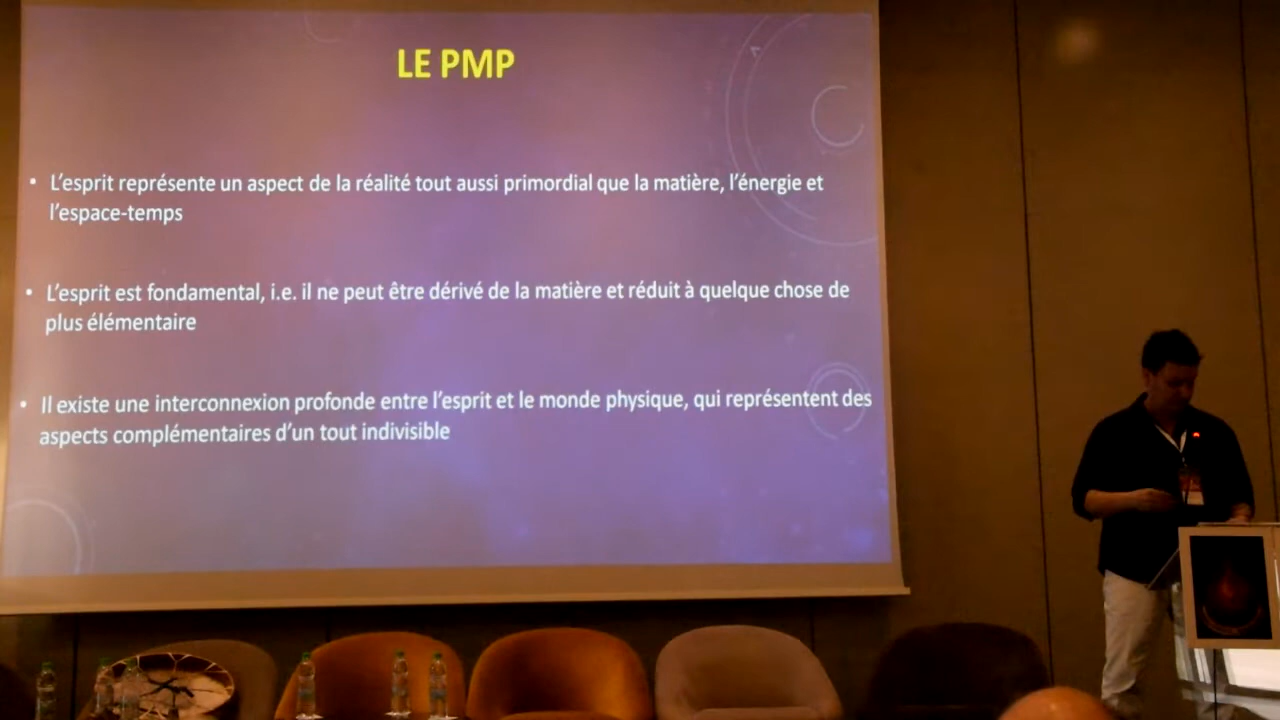 LE PMP
• L'esprit représente un aspect de la réalité tout aussi primordial que la matière, l'énergie et
l'espace-temps
• L'esprit est fondamental, i.e. il ne peut être dérivé de la matière et réduit à quelque chose de
plus élémentaire
• Il existe une interconnexion profonde entre l'esprit et le monde physique, qui représentent des
aspects complémentaires d'un tout indivisible